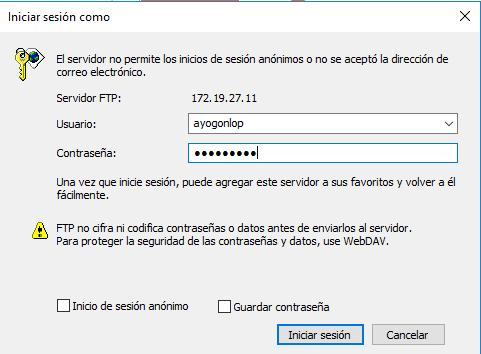 Iniciar sesión como
El servidor no permite los inicios de sesión anónimos o no se aceptó la dirección de
correo electrónico.
Servidor FTP: 172.19.27.11
Usuario: ayogonlop
Contraseña: ●●●●●●●●●
Una vez que inicie sesión, puede agregar este servidor a sus favoritos y volver a él
fácilmente.
FTP no cifra ni codifica contraseñas o datos antes de enviarlos al servidor.
Para proteger la seguridad de las contraseñas y datos, use WebDAV.
Inicio de sesión anónimo Guardar contraseña
Iniciar sesión Cancelar